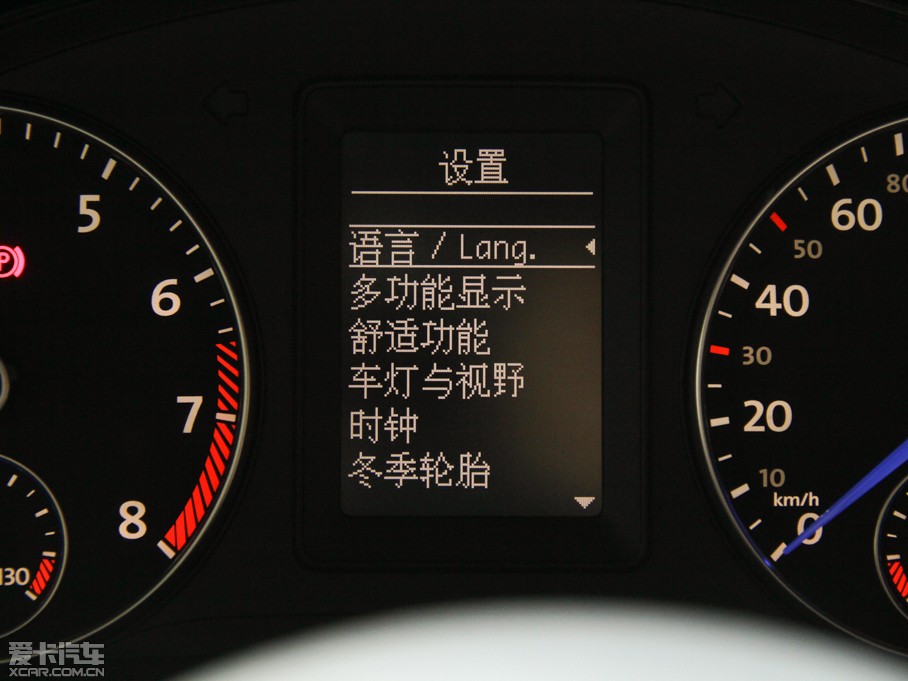 设置
语言 / Lang.
多功能显示
舒适功能
车灯与视野
时钟
冬季轮胎
5
6
7
8
130
P
80
60
50
40
30
20
10
km/h
0
爱卡汽车
XCAR.COM.CN